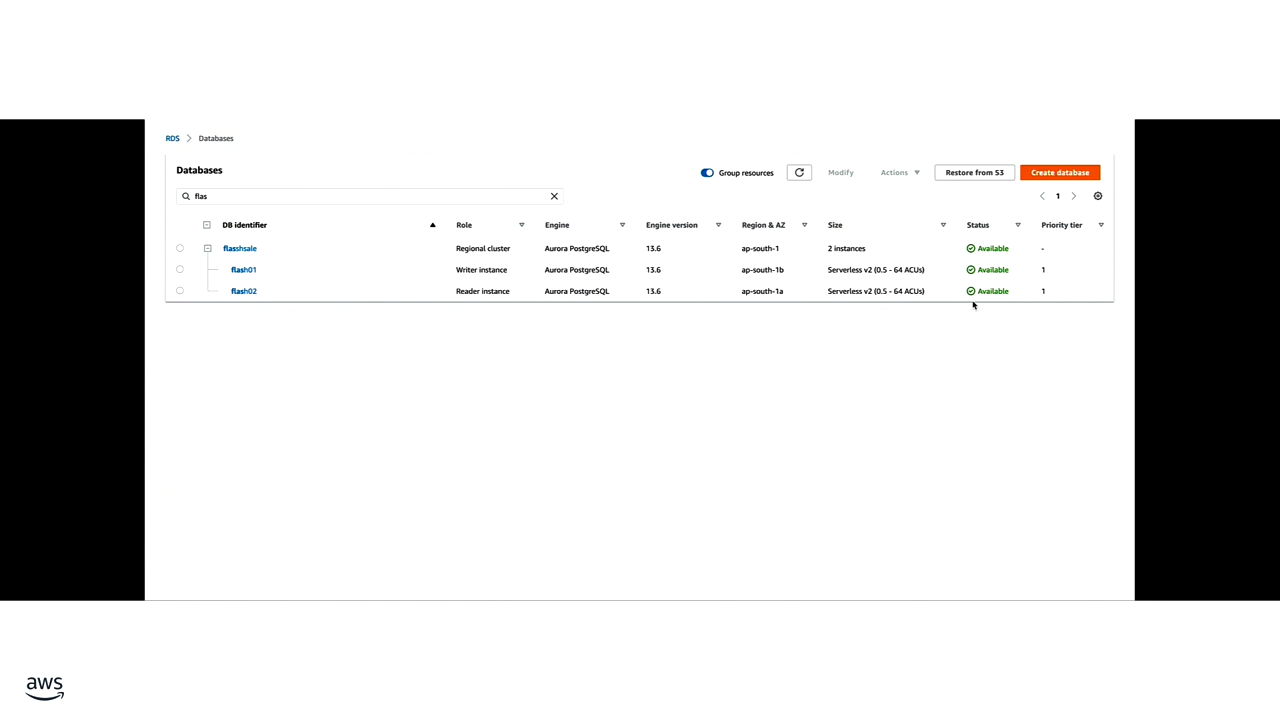 RDS > Databases
Databases
Group resources Modify Actions Restore from S3 Create database
flas 1
DB identifier Role Engine Engine version Region & AZ Size Status Priority tier
flasshsale Regional cluster Aurora PostgreSQL 13.6 ap-south-1 2 instances Available -
flash01 Writer instance Aurora PostgreSQL 13.6 ap-south-1b Serverless v2 (0.5 - 64 ACUs) Available 1
flash02 Reader instance Aurora PostgreSQL 13.6 ap-south-1a Serverless v2 (0.5 - 64 ACUs) Available 1
aws